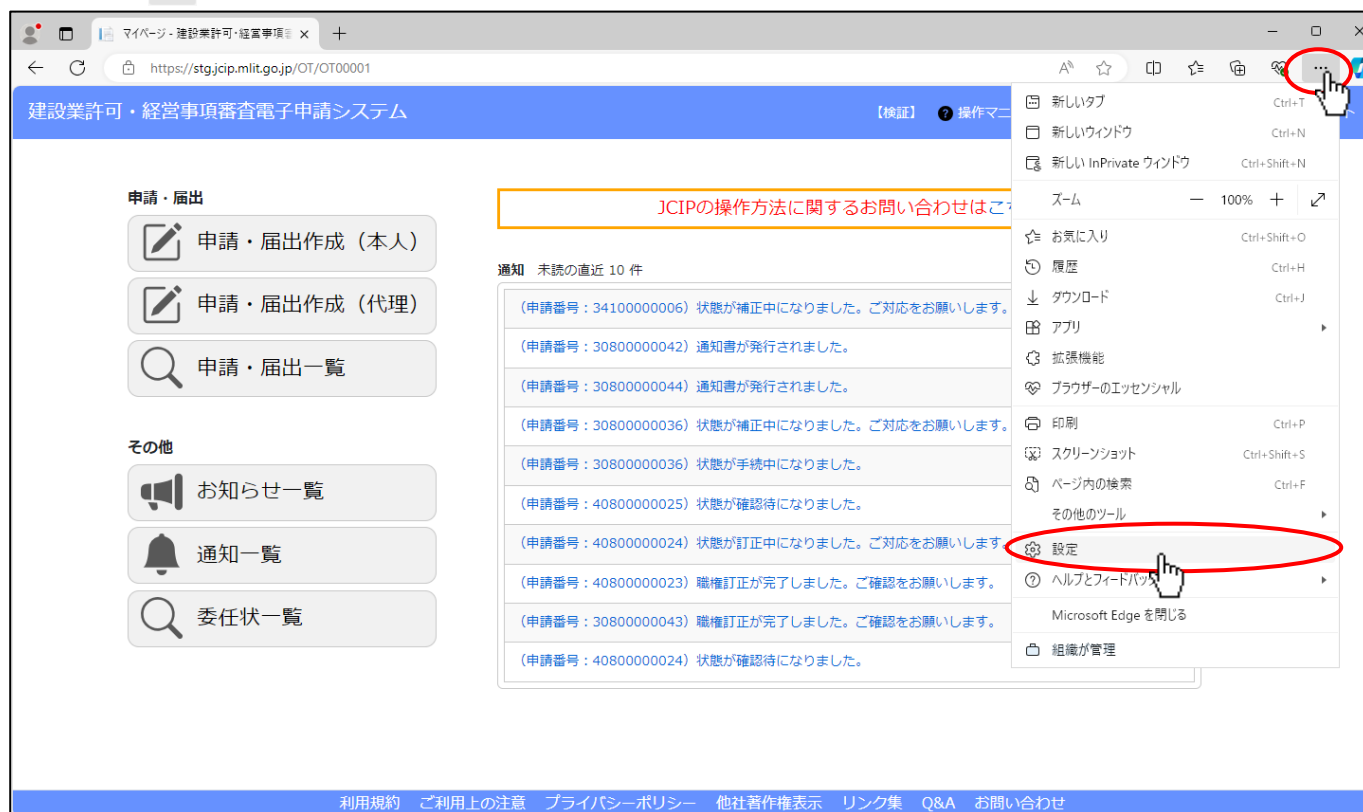 マイページ - 建設業許可・経営事項
https://stg.jcip.mlit.go.jp/OT/OT00001
建設業許可・経営事項審査電子申請システム
【検証】
操作マニ
申請・届出
申請・届出作成（本人）
申請・届出作成（代理）
申請・届出一覧
その他
お知らせ一覧
通知一覧
委任状一覧
JCIPの操作方法に関するお問い合わせはこ
通知 未読の直近 10 件
（申請番号：34100000006）状態が補正中になりました。ご対応をお願いします。
（申請番号：30800000042）通知書が発行されました。
（申請番号：30800000044）通知書が発行されました。
（申請番号：30800000036）状態が補正中になりました。ご対応をお願いします。
（申請番号：30800000036）状態が手続中になりました。
（申請番号：40800000025）状態が確認待になりました。
（申請番号：40800000024）状態が訂正中になりました。ご対応をお願いします。
（申請番号：40800000023）職権訂正が完了しました。ご確認をお願いします。
（申請番号：30800000043）職権訂正が完了しました。ご確認をお願いします。
（申請番号：40800000024）状態が確認待になりました。
新しいタブ Ctrl+T
新しいウィンドウ Ctrl+N
新しい InPrivate ウィンドウ Ctrl+Shift+N
ズーム 100%
お気に入り Ctrl+Shift+O
履歴 Ctrl+H
ダウンロード Ctrl+J
アプリ
拡張機能
ブラウザーのエッセンシャル
印刷 Ctrl+P
スクリーンショット Ctrl+Shift+S
ページ内の検索 Ctrl+F
その他のツール
設定
ヘルプとフィードバック
Microsoft Edge を閉じる
組織が管理
利用規約 ご利用上の注意 プライバシーポリシー 他社著作権表示 リンク集 Q&A お問い合わせ